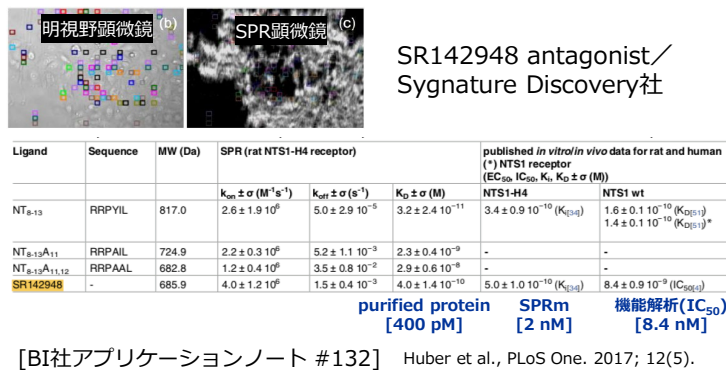 明視野顕微鏡 (b)
SPR顕微鏡 (c)
SR142948 antagonist／
Sygnature Discovery社
Ligand Sequence MW (Da) SPR (rat NTS1-H4 receptor) published in vitro/in vivo data for rat and human
(*) NTS1 receptor
(EC50, IC50, Ki, KD ± σ (M))
kon ± σ (M-1s-1) koff ± σ (s-1) KD ± σ (M) NTS1-H4 NTS1 wt
NT8-13 RRPYIL 817.0 2.6 ± 1.9 10^6 5.0 ± 2.9 10^-5 3.2 ± 2.4 10^-11 3.4 ± 0.9 10^-10 (Ki[34]) 1.6 ± 0.1 10^-10 (KD[51])
1.4 ± 0.1 10^-10 (KD[51])*
NT8-13A11 RRPAIL 724.9 2.2 ± 0.3 10^6 5.2 ± 1.1 10^-3 2.3 ± 0.4 10^-9 - -
NT8-13A11,12 RRPAAL 682.8 1.2 ± 0.4 10^6 3.5 ± 0.8 10^-2 2.9 ± 0.6 10^-8 - -
SR142948 - 685.9 4.0 ± 1.2 10^6 1.5 ± 0.4 10^-3 4.0 ± 1.4 10^-10 5.0 ± 1.0 10^-10 (Ki[34]) 8.4 ± 0.9 10^-9 (IC50[4])
purified protein SPRm 機能解析(IC50)
[400 pM] [2 nM] [8.4 nM]
[BI社アプリケーションノート #132] Huber et al., PLoS One. 2017; 12(5).